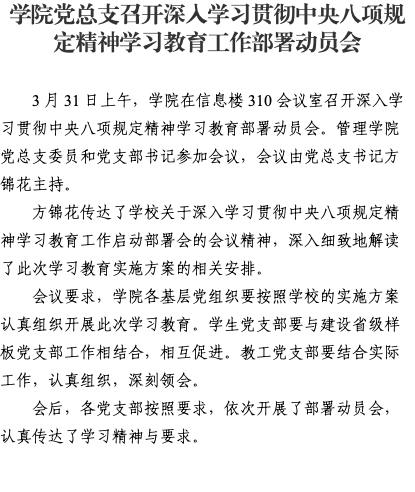 学院党总支召开深入学习贯彻中央八项规
定精神学习教育工作部署动员会
3 月 31 日上午，学院在信息楼 310 会议室召开深入学
习贯彻中央八项规定精神学习教育部署动员会。管理学院
党总支委员和党支部书记参加会议，会议由党总支书记方
锦花主持。
方锦花传达了学校关于深入学习贯彻中央八项规定精
神学习教育工作启动部署会的会议精神，深入细致地解读
了此次学习教育实施方案的相关安排。
会议要求，学院各基层党组织要按照学校的实施方案
认真组织开展此次学习教育。学生党支部要与建设省级样
板党支部工作相结合，相互促进。教工党支部要结合实际
工作，认真组织，深刻领会。
会后，各党支部按照要求，依次开展了部署动员会，
认真传达了学习精神与要求。